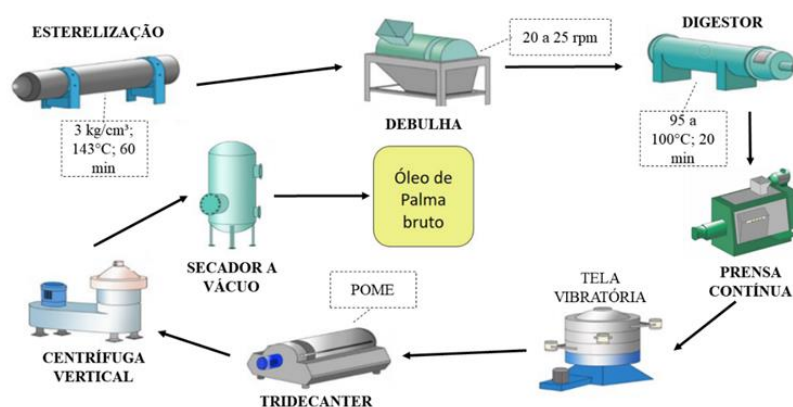 ESTERELIZAÇÃO
3 kg/cm³;
143°C; 60
min
DEBULHA
20 a 25 rpm
DIGESTOR
95 a
100°C; 20
min
PRENSA
CONTÍNUA
TELA
VIBRATÓRIA
TRIDECANTER
POME
CENTRÍFUGA
VERTICAL
SECADOR A
VÁCUO
Óleo de
Palma
bruto